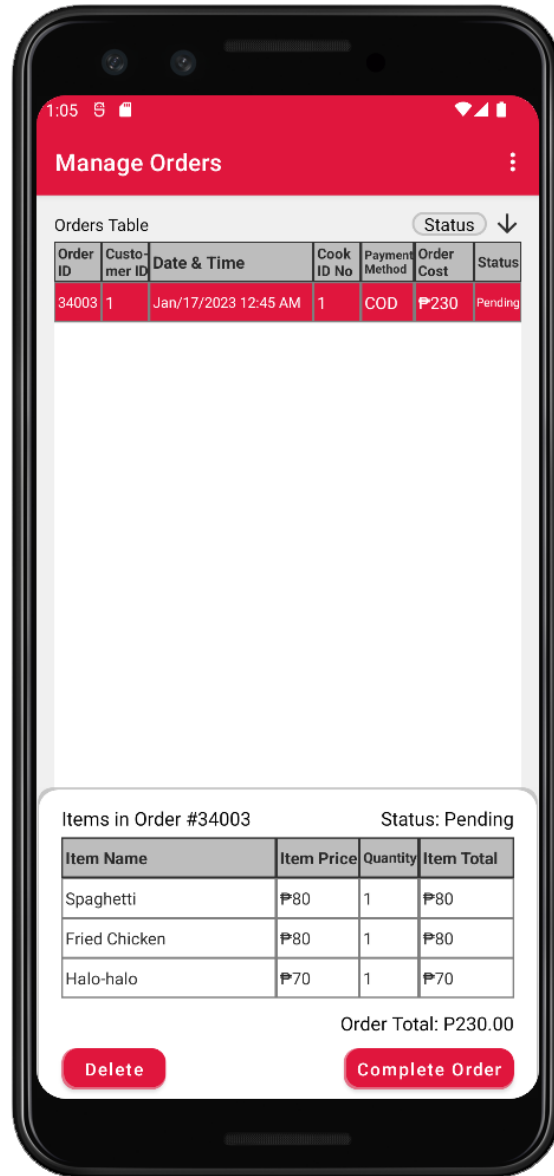 1:05
Manage Orders
Orders Table Status
Order ID Custo-mer ID Date & Time Cook ID No Payment Method Order Cost Status
34003 1 Jan/17/2023 12:45 AM 1 COD ₱230 Pending
Items in Order #34003 Status: Pending
Item Name Item Price Quantity Item Total
Spaghetti ₱80 1 ₱80
Fried Chicken ₱80 1 ₱80
Halo-halo ₱70 1 ₱70
Order Total: P230.00
Delete Complete Order